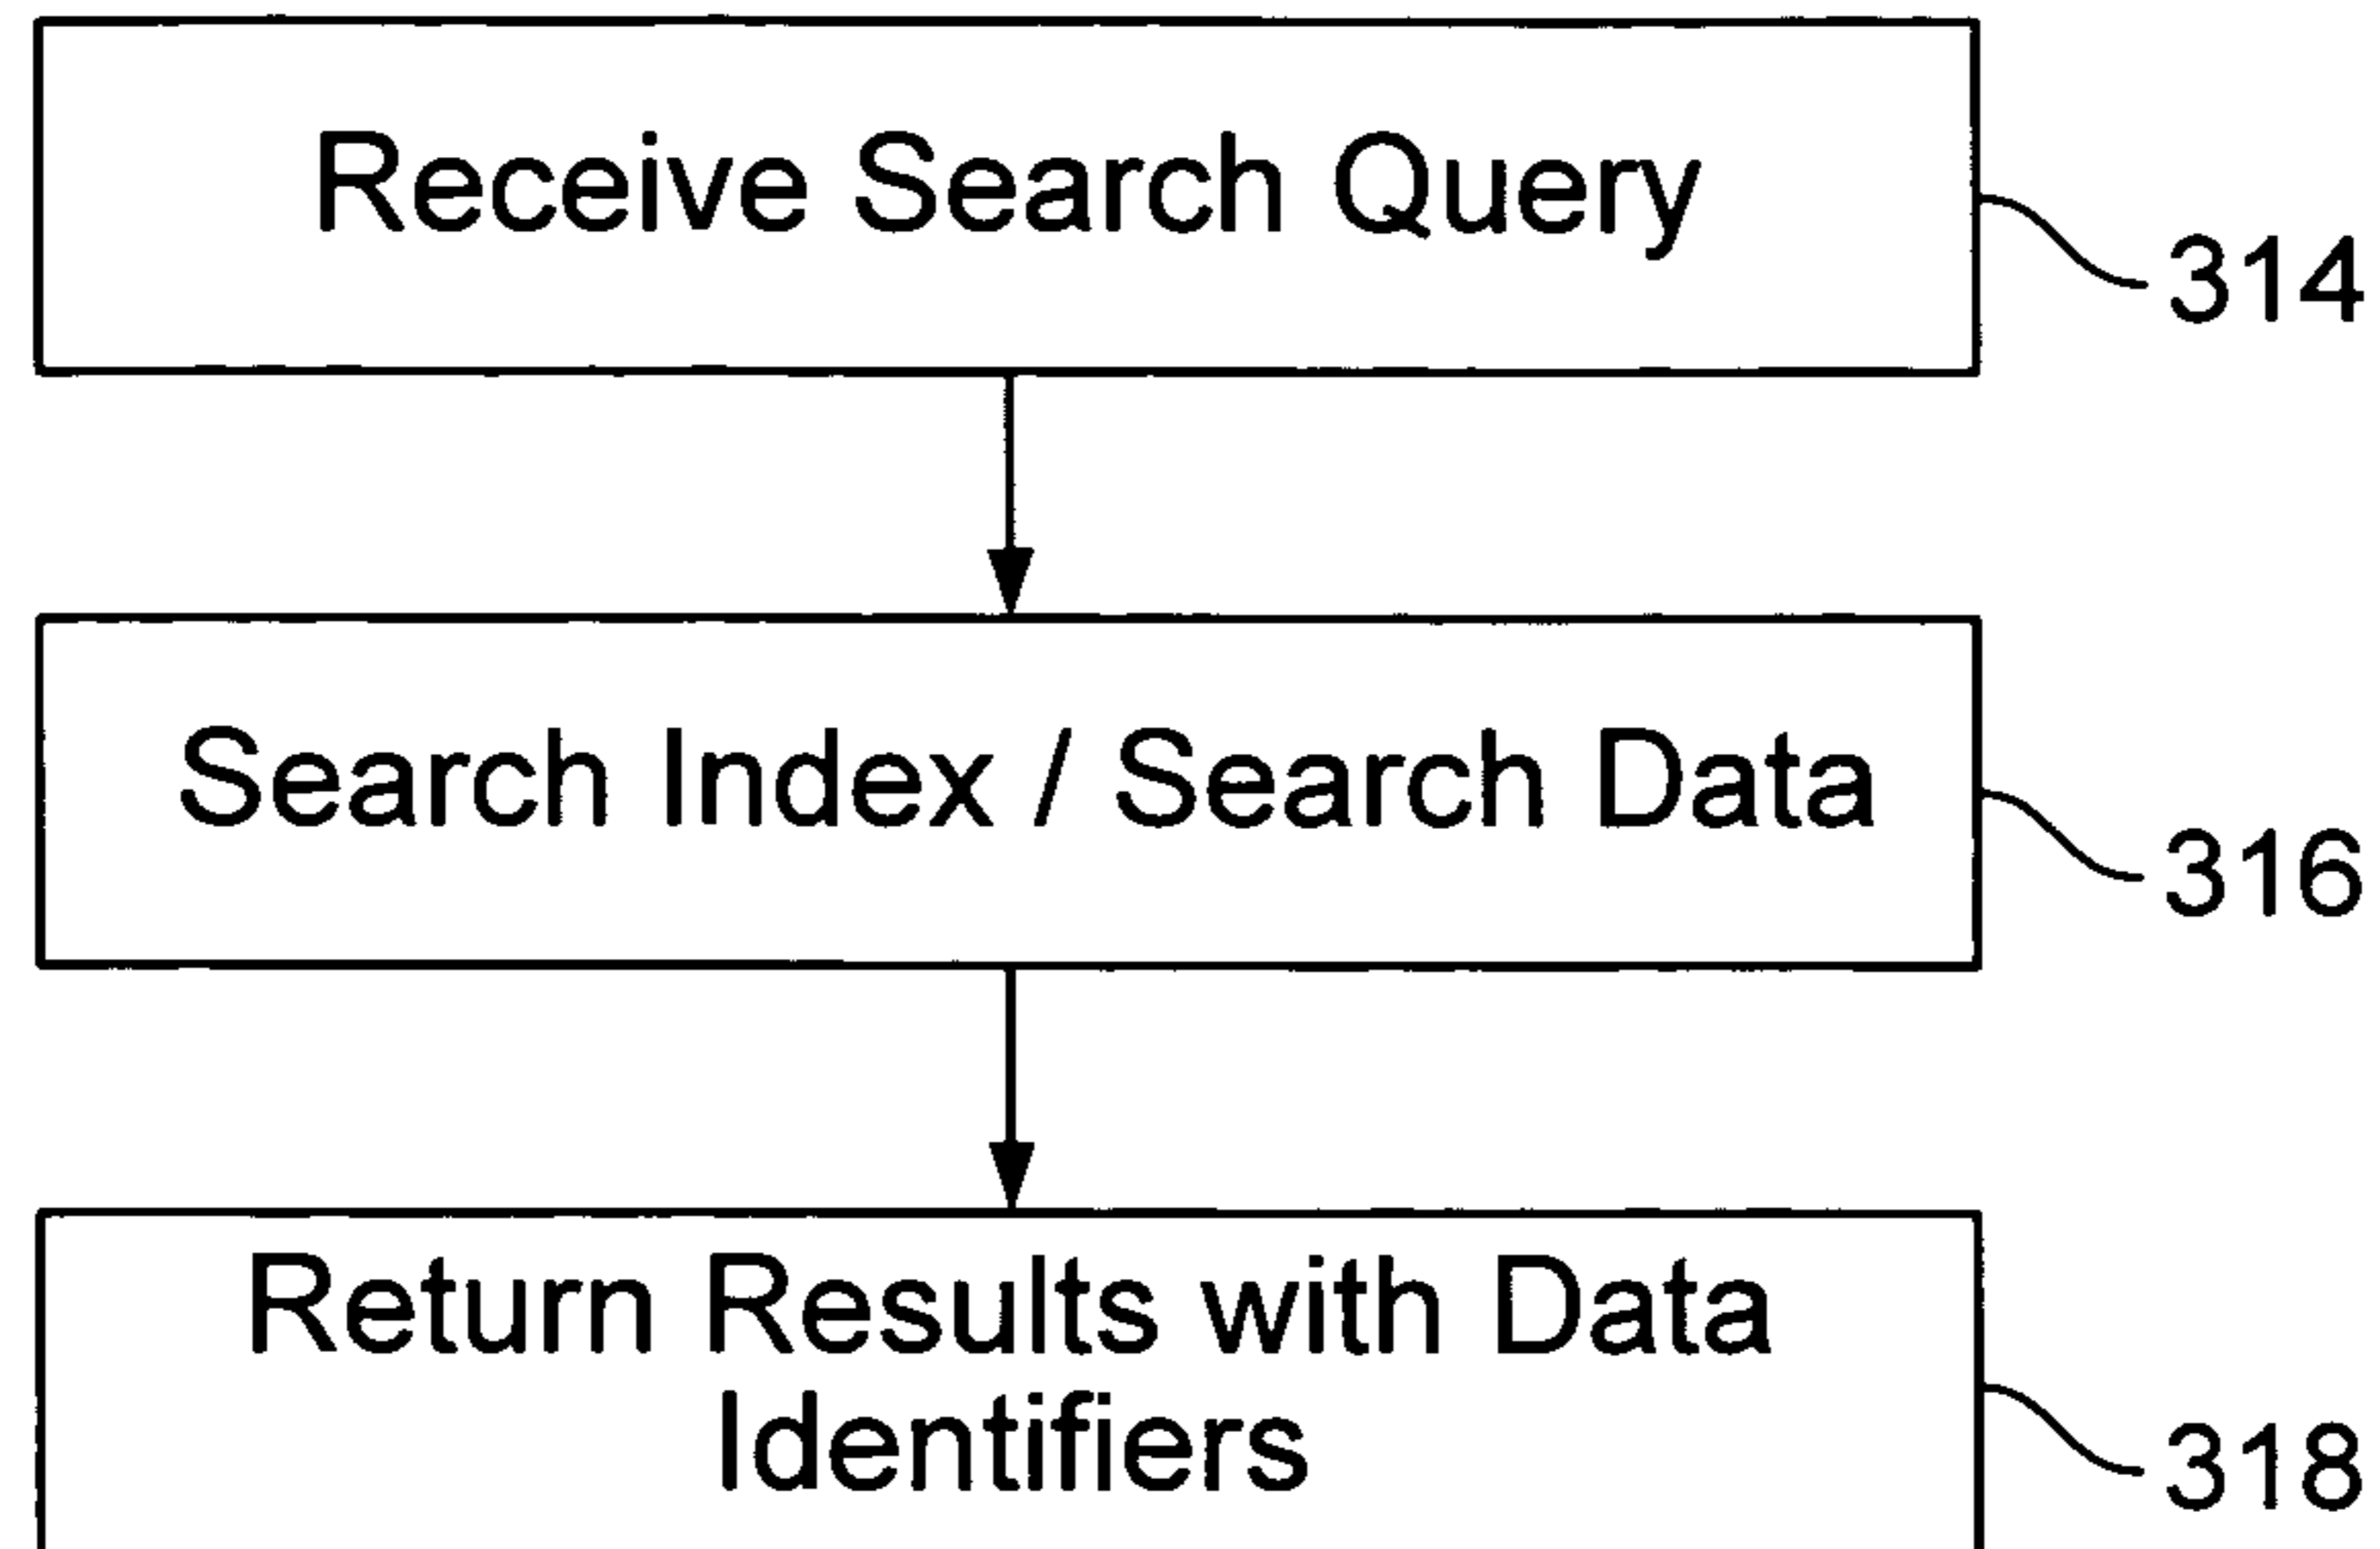 Receive Search Query
314
Search Index / Search Data
316
Return Results with Data
Identifiers
318